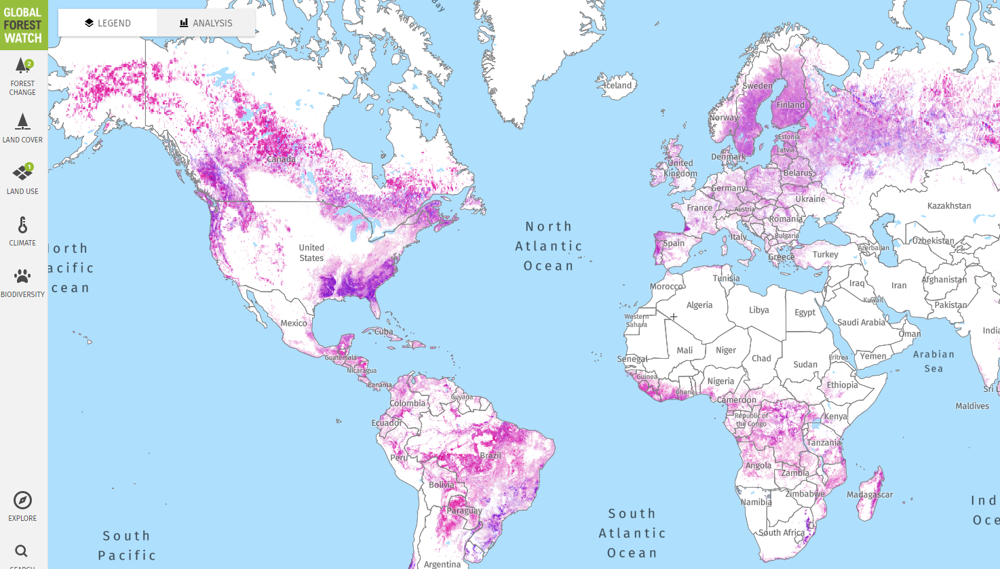 GLOBAL
FOREST
WATCH
LEGEND
ANALYSIS
2
FOREST
CHANGE
LAND COVER
1
LAND USE
CLIMATE
BIODIVERSITY
EXPLORE
SEARCH
Bay
Iceland
Sweden
Finland
Norway
Estonia
Latvia
Denmark
United
Kingdom
Belarus
Germany
Ukraine
France
Austria
Romania
Kazakhstan
Canada
North
Atlantic
Ocean
United
States
orth
acific
cean
Spain
Italy
Bulgaria
Greece
Turkey
Azerbaijan
Uzbekistan
Tunisia
Morocco
Iraq
Iran
Afghanistan
Kuwait
Pakistan
Algeria
Libya
Egypt
Western
Sahara
Saudi Arabia
Oman
India
Mexico
Cuba
Mali
Niger
Chad
Sudan
Eritrea
Yemen
Arabian
Sea
Senegal
Guatemala
Nicaragua
Panama
Guinea
Ghana
Nigeria
Ethiopia
Sri L
Maldives
Colombia
Guyana
Cameroon
Ecuador
Republic of
the Congo
Kenya
Tanzania
Peru
Brazil
Bolivia
Angola
Zambia
Paraguay
Zimbabwe
Namibia
Madagascar
South Africa
Ind
Oce
South
Pacific
South
Atlantic
Ocean
Argentina